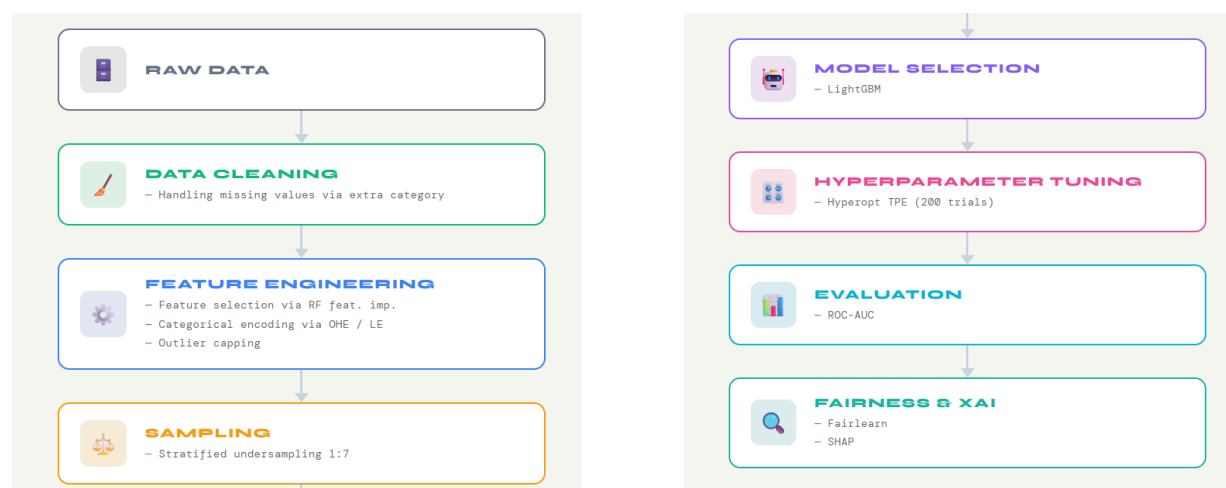 RAW DATA
DATA CLEANING
— Handling missing values via extra category
FEATURE ENGINEERING
— Feature selection via RF feat. imp.
— Categorical encoding via OHE / LE
— Outlier capping
SAMPLING
— Stratified undersampling 1:7
MODEL SELECTION
— LightGBM
HYPERPARAMETER TUNING
— Hyperopt TPE (200 trials)
EVALUATION
— ROC-AUC
FAIRNESS & XAI
— Fairlearn
— SHAP